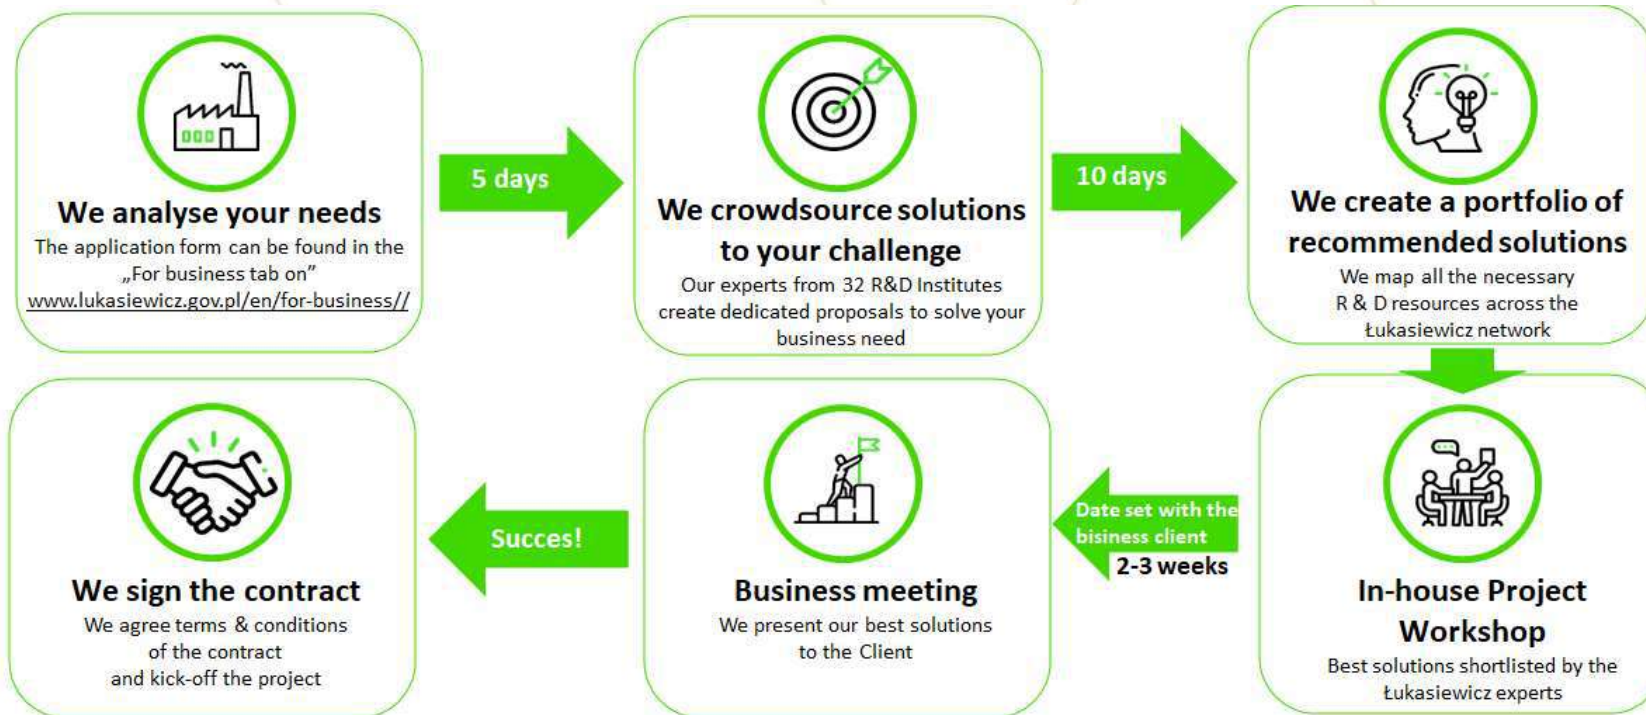 We analyse your needs
The application form can be found in the
„For business tab on”
www.lukasiewicz.gov.pl/en/for-business//
5 days
We crowdsource solutions
to your challenge
Our experts from 32 R&D Institutes
create dedicated proposals to solve your
business need
10 days
We create a portfolio of
recommended solutions
We map all the necessary
R & D resources across the
Łukasiewicz network
In-house Project
Workshop
Best solutions shortlisted by the
Łukasiewicz experts
Date set with the
bisiness client
2-3 weeks
Business meeting
We present our best solutions
to the Client
Succes!
We sign the contract
We agree terms & conditions
of the contract
and kick-off the project